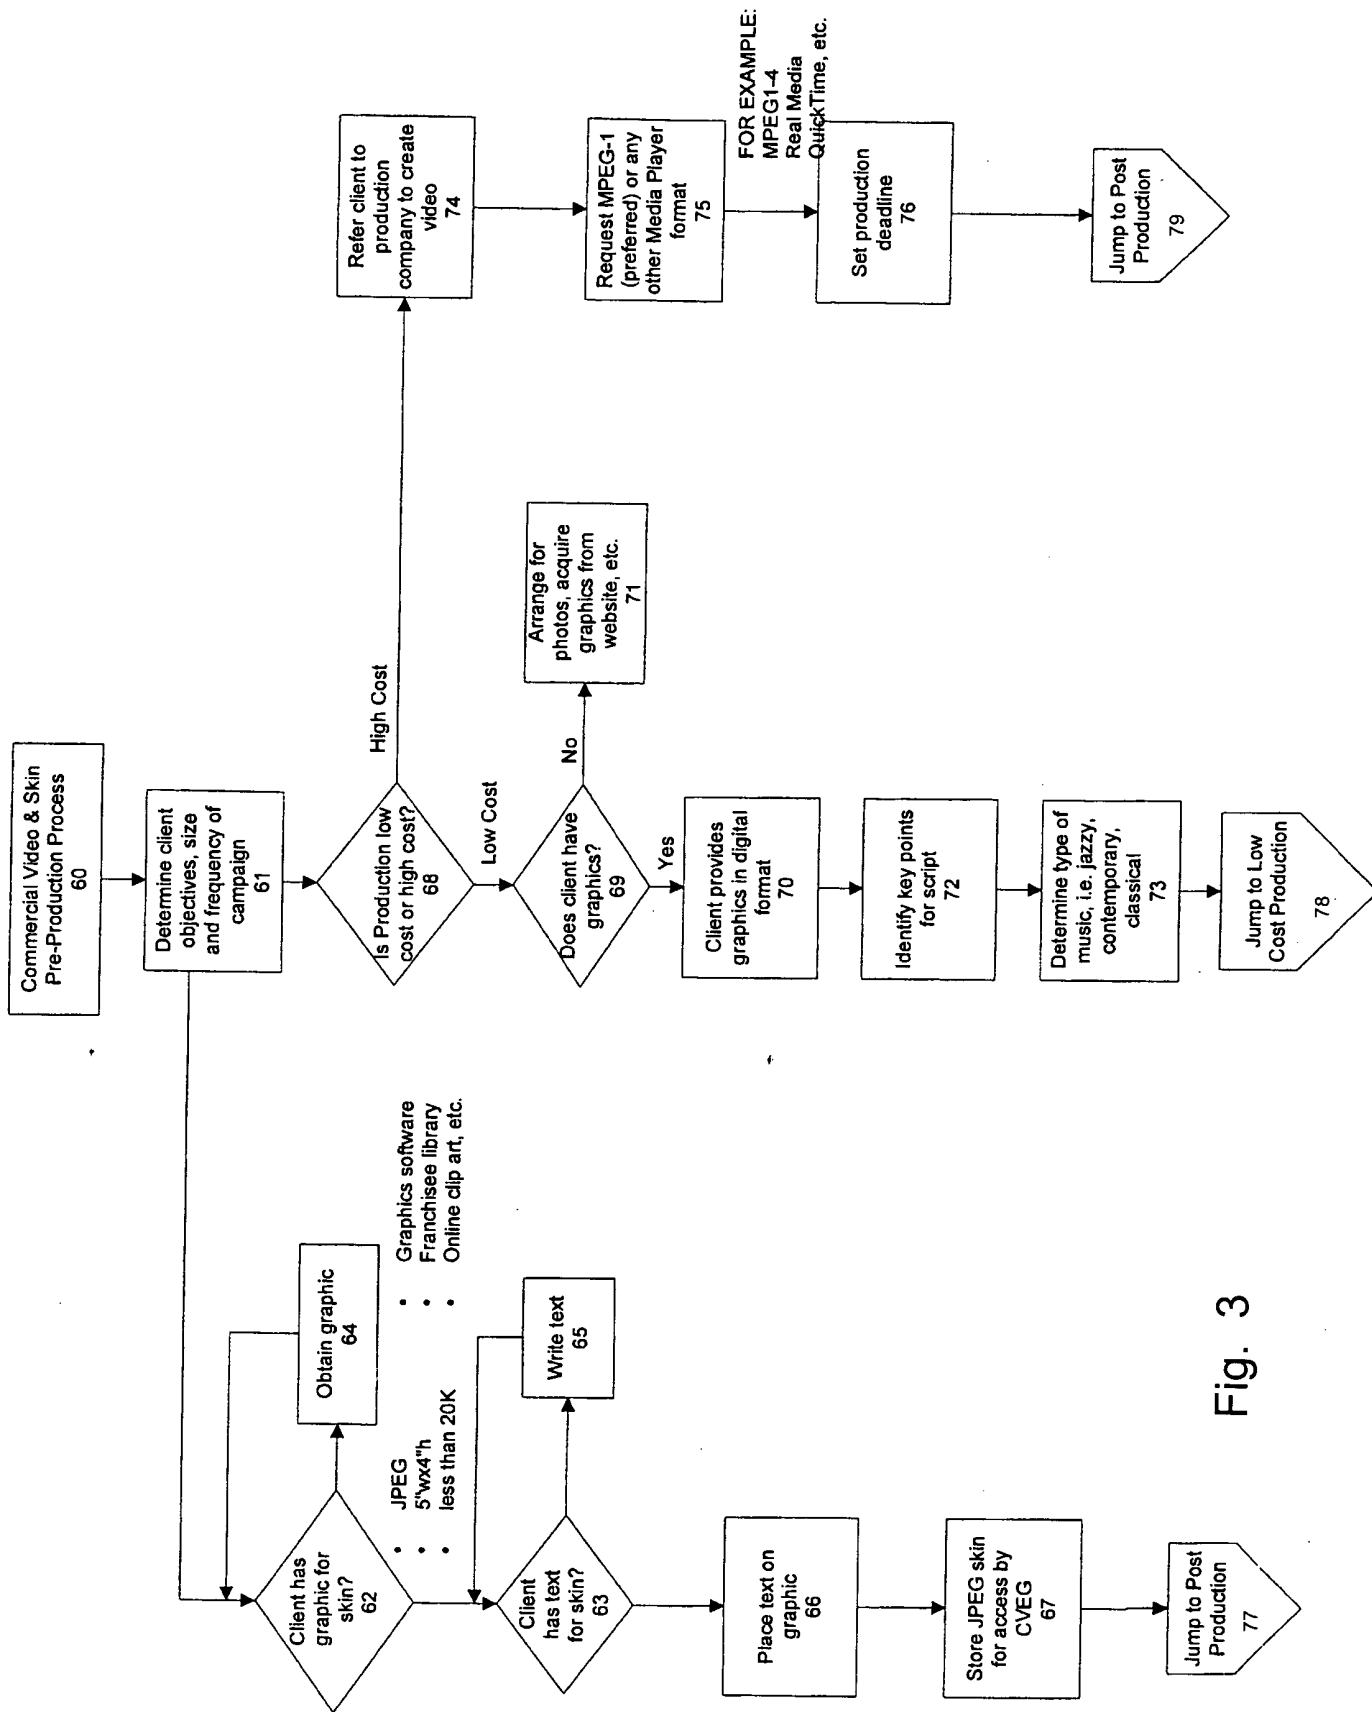 Commercial Video & Skin
Pre-Production Process
60
Determine client
objectives, size
and frequency of
campaign
61
Client has
graphic for
skin?
62
Obtain graphic
64
• JPEG
• 5"wx4"h
less than 20K
• Graphics software
• Franchisee library
• Online clip art, etc.
Client
has text
for skin?
63
Write text
65
Place text on
graphic
66
Store JPEG skin
for access by
CVEG
67
Jump to Post
Production
77
Is Production low
cost or high cost?
68
High Cost
Low Cost
Does client have
graphics?
69
No
Yes
Arrange for
photos, acquire
graphics from
website, etc.
71
Client provides
graphics in digital
format
70
Identify key points
for script
72
Determine type of
music, i.e. jazzy,
contemporary,
classical
73
Jump to Low
Cost Production
78
Refer client to
production
company to create
video
74
Request MPEG-1
(preferred) or any
other Media Player
format
75
FOR EXAMPLE:
MPEG1-4
Real Media
QuickTime, etc.
Set production
deadline
76
Jump to Post
Production
79
Fig. 3